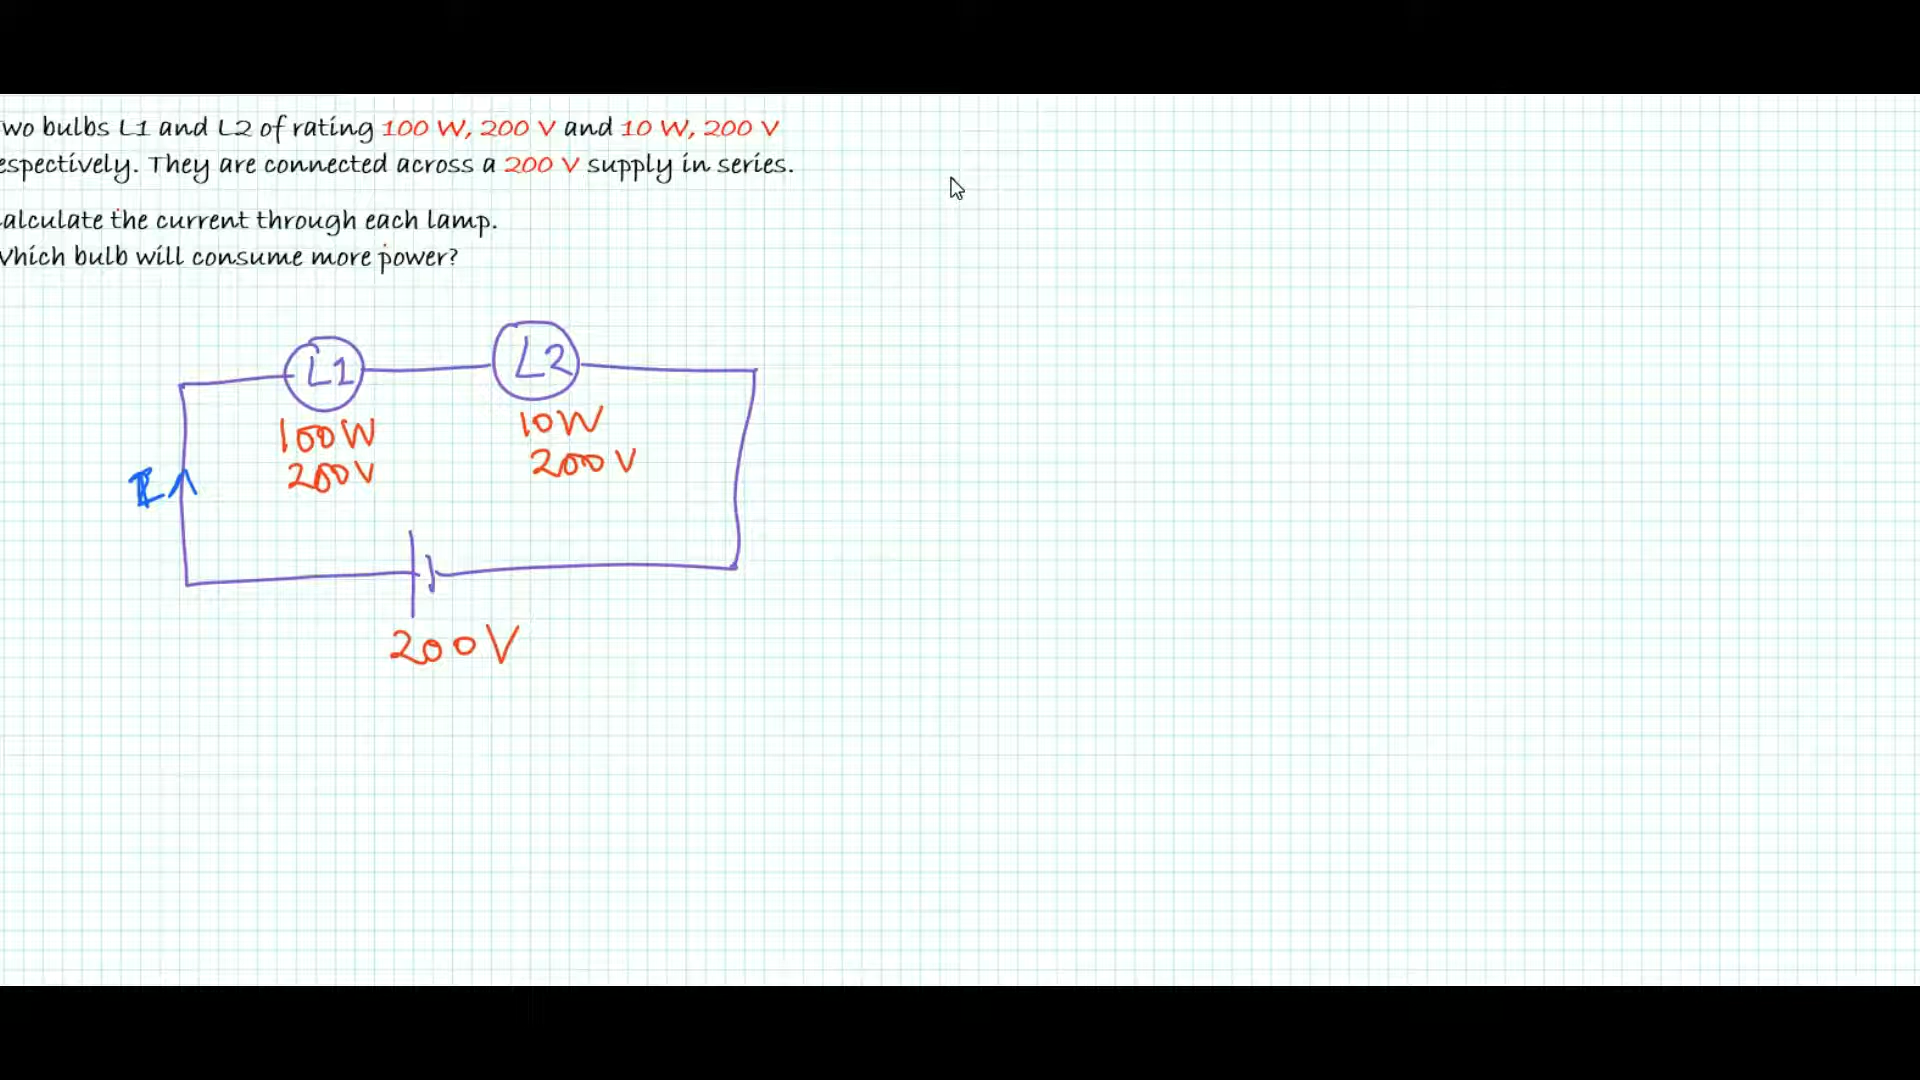 wo bulbs L1 and L2 of rating 100 W, 200 V and 10 W, 200 V
espectively. They are connected across a 200 V supply in series.
alculate the current through each lamp.
Which bulb will consume more power?
L1
L2
100W
200V
10W
200V
I
200V